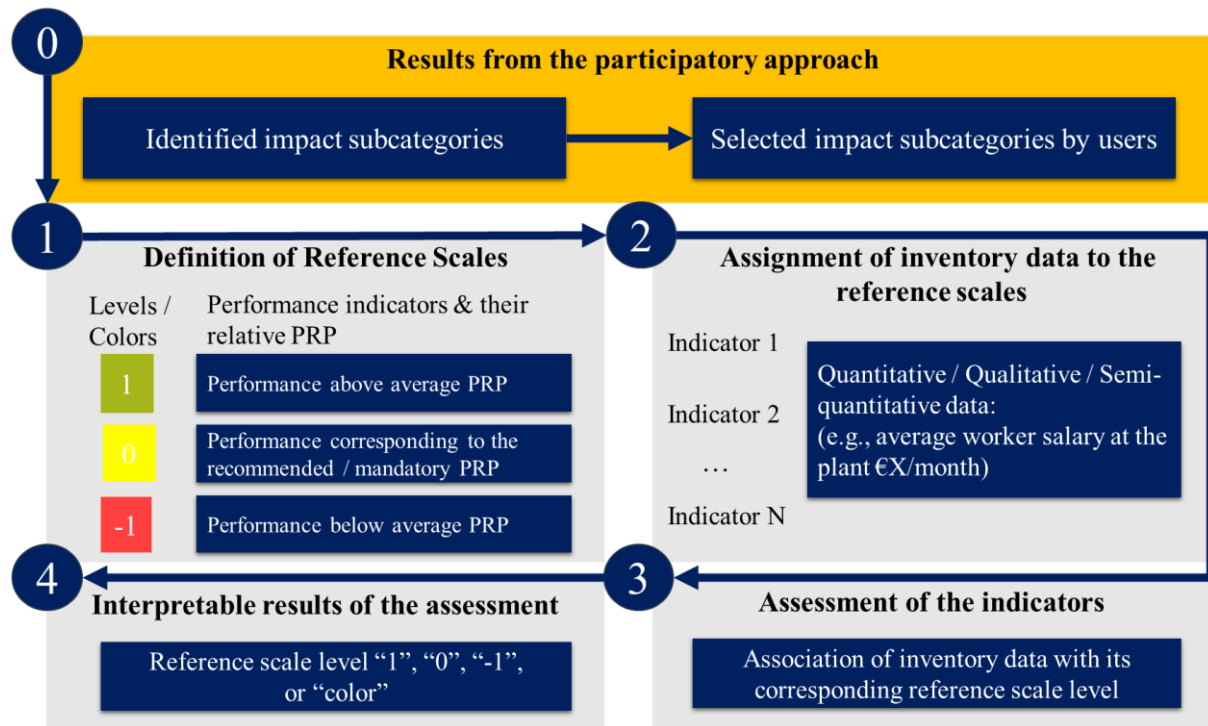 0
Results from the participatory approach
Identified impact subcategories
Selected impact subcategories by users
1
Definition of Reference Scales
Levels /
Colors
Performance indicators & their
relative PRP
1
Performance above average PRP
0
Performance corresponding to the
recommended / mandatory PRP
-1
Performance below average PRP
2
Assignment of inventory data to the
reference scales
Indicator 1
Indicator 2
…
Indicator N
Quantitative / Qualitative / Semi-
quantitative data:
(e.g., average worker salary at the
plant €X/month)
3
Assessment of the indicators
Association of inventory data with its
corresponding reference scale level
4
Interpretable results of the assessment
Reference scale level “1”, “0”, “-1”,
or “color”